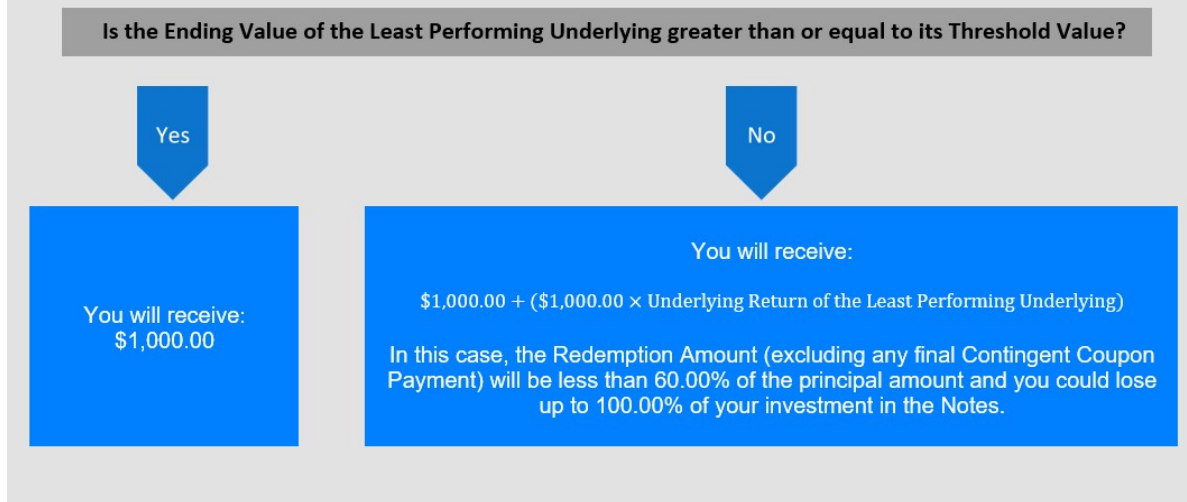 Is the Ending Value of the Least Performing Underlying greater than or equal to its Threshold Value?
Yes
No
You will receive:
$1,000.00
You will receive:
$1,000.00 + ($1,000.00 × Underlying Return of the Least Performing Underlying)
In this case, the Redemption Amount (excluding any final Contingent Coupon
Payment) will be less than 60.00% of the principal amount and you could lose
up to 100.00% of your investment in the Notes.